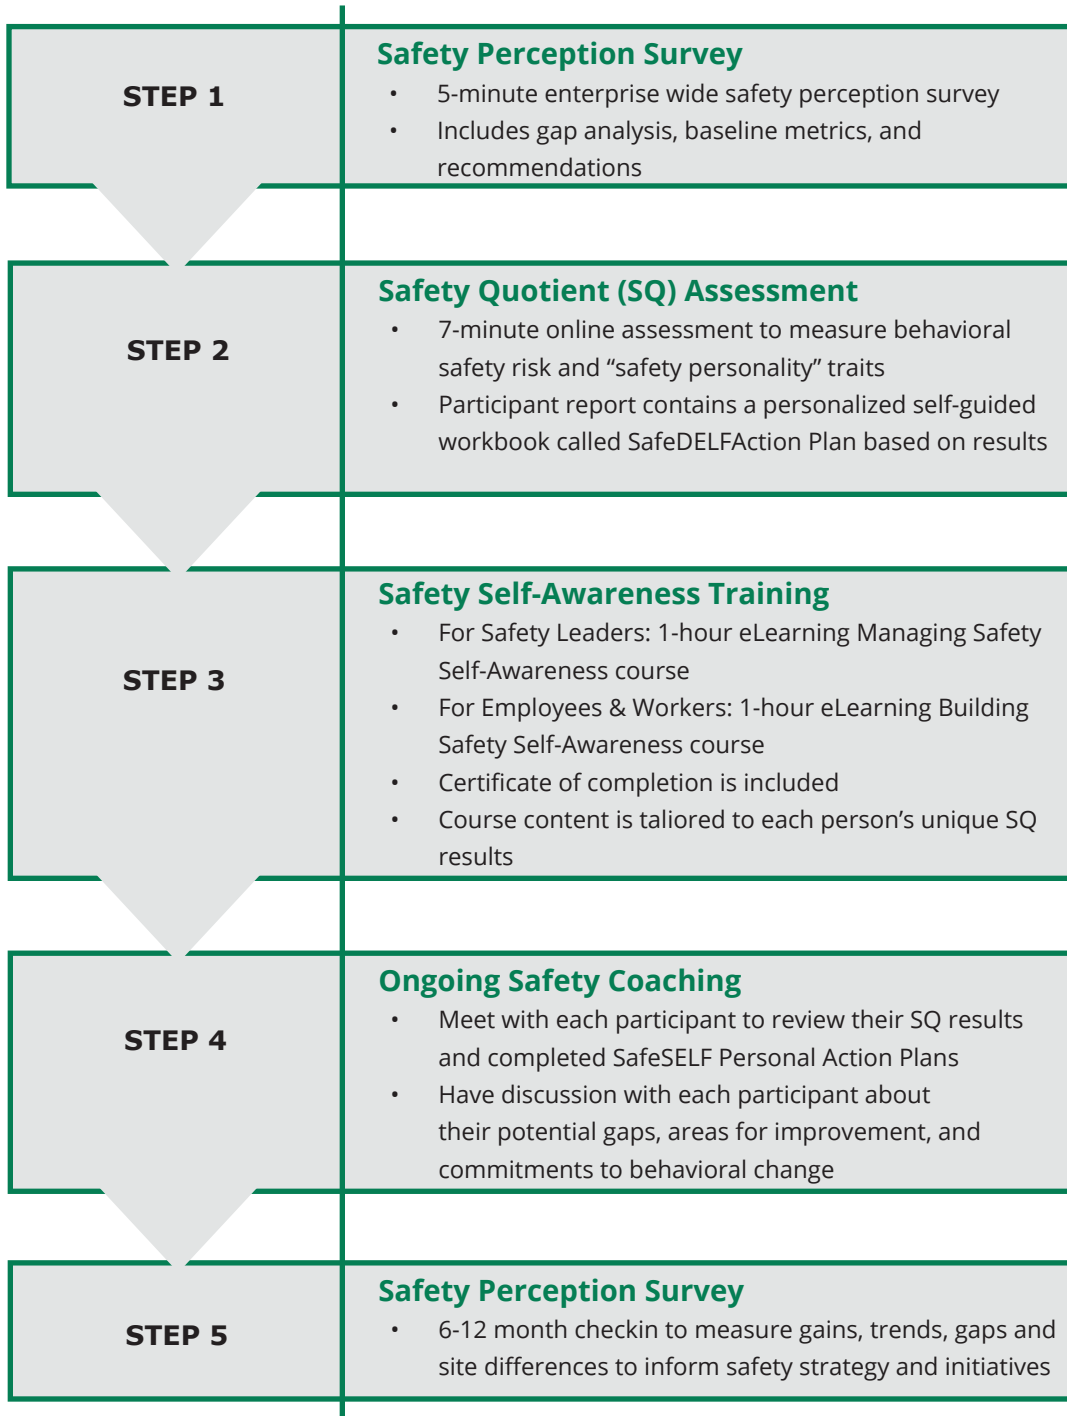 STEP 1
Safety Perception Survey
• 5-minute enterprise wide safety perception survey
• Includes gap analysis, baseline metrics, and
recommendations
STEP 2
Safety Quotient (SQ) Assessment
• 7-minute online assessment to measure behavioral
safety risk and “safety personality” traits
• Participant report contains a personalized self-guided
workbook called SafeDELFAction Plan based on results
STEP 3
Safety Self-Awareness Training
• For Safety Leaders: 1-hour eLearning Managing Safety
Self-Awareness course
• For Employees & Workers: 1-hour eLearning Building
Safety Self-Awareness course
• Certificate of completion is included
• Course content is taliored to each person’s unique SQ
results
STEP 4
Ongoing Safety Coaching
• Meet with each participant to review their SQ results
and completed SafeSELF Personal Action Plans
• Have discussion with each participant about
their potential gaps, areas for improvement, and
commitments to behavioral change
STEP 5
Safety Perception Survey
• 6-12 month checkin to measure gains, trends, gaps and
site differences to inform safety strategy and initiatives